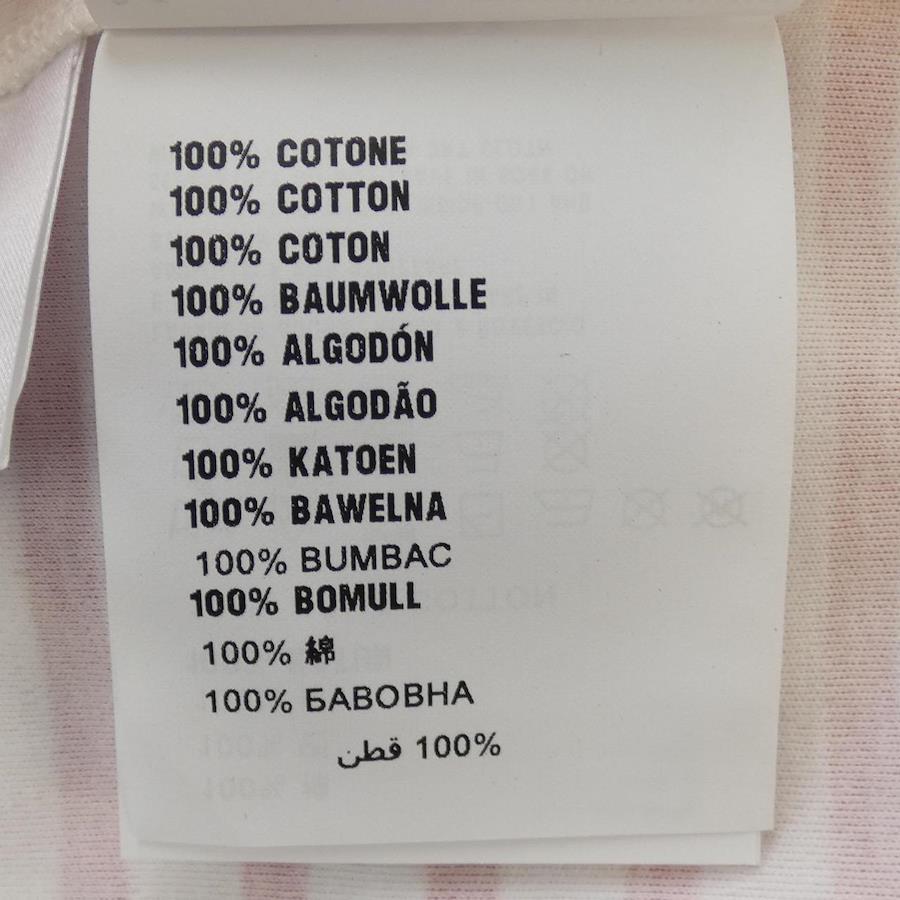 100% COTONE
100% COTTON
100% COTON
100% BAUMWOLLE
100% ALGODÓN
100% ALGODÃO
100% KATOEN
100% BAWELNA
100% BUMBAC
100% BOMULL
100% 綿
100% БАВОВНА
100% قطن